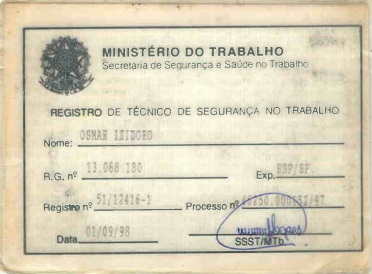 MINISTÉRIO DO TRABALHO
Secretaria de Segurança e Saúde no Trabalho
REGISTRO DE TÉCNICO DE SEGURANÇA NO TRABALHO
Nome: OSMAR IZIDORO
R.G. nº 13.068.180 Exp. SSP/SP.
Registro nº 51/12416-1 Processo nº
Data 01/09/98
SSST/MTb.